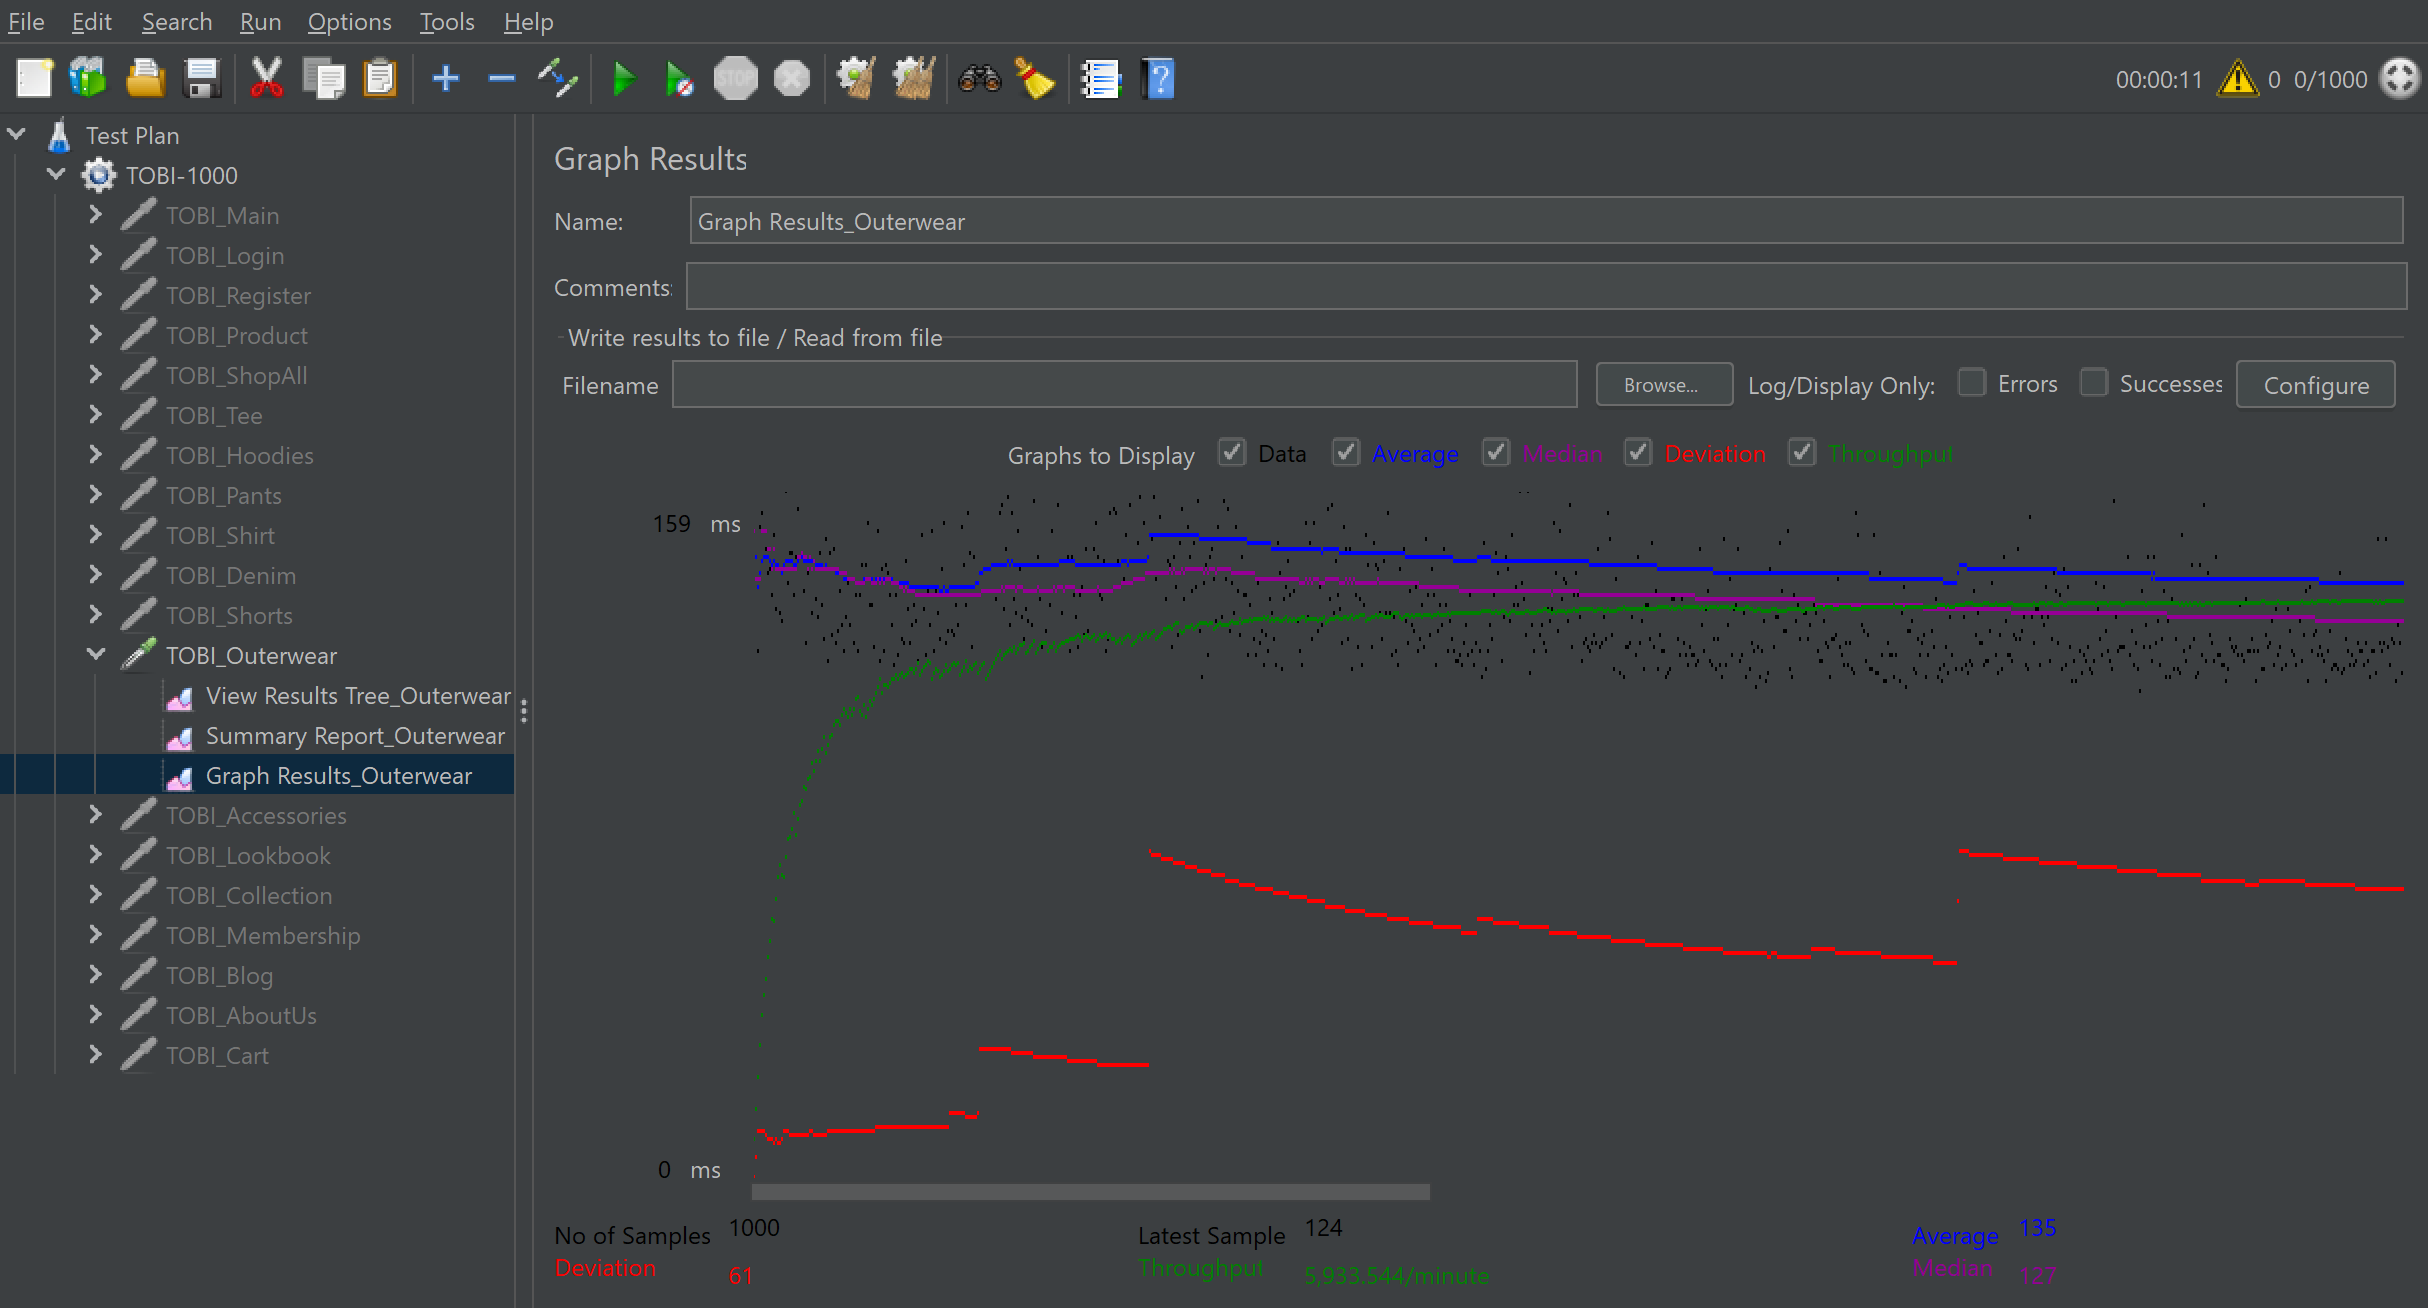 File Edit Search Run Options Tools Help
STOP
00:00:11 0 0/1000
Test Plan
TOBI-1000
TOBI_Main
TOBI_Login
TOBI_Register
TOBI_Product
TOBI_ShopAll
TOBI_Tee
TOBI_Hoodies
TOBI_Pants
TOBI_Shirt
TOBI_Denim
TOBI_Shorts
TOBI_Outerwear
View Results Tree_Outerwear
Summary Report_Outerwear
Graph Results_Outerwear
TOBI_Accessories
TOBI_Lookbook
TOBI_Collection
TOBI_Membership
TOBI_Blog
TOBI_AboutUs
TOBI_Cart
Graph Results
Name: Graph Results_Outerwear
Comments:
Write results to file / Read from file
Filename Browse... Log/Display Only: Errors Successes Configure
Graphs to Display Data Average Median Deviation Throughput
159 ms
0 ms
No of Samples 1000 Latest Sample 124 Average 135
Deviation 61 Throughput 5,933.544/minute Median 127